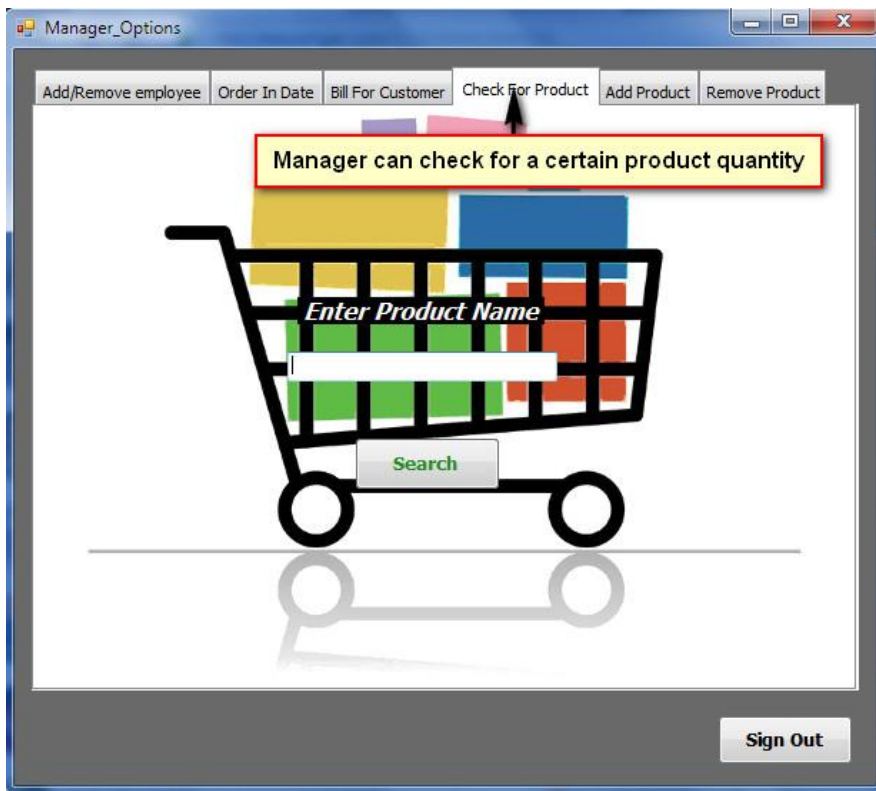 Manager_Options
Add/Remove employee Order In Date Bill For Customer Check For Product Add Product Remove Product
Manager can check for a certain product quantity
Enter Product Name
Search
Sign Out